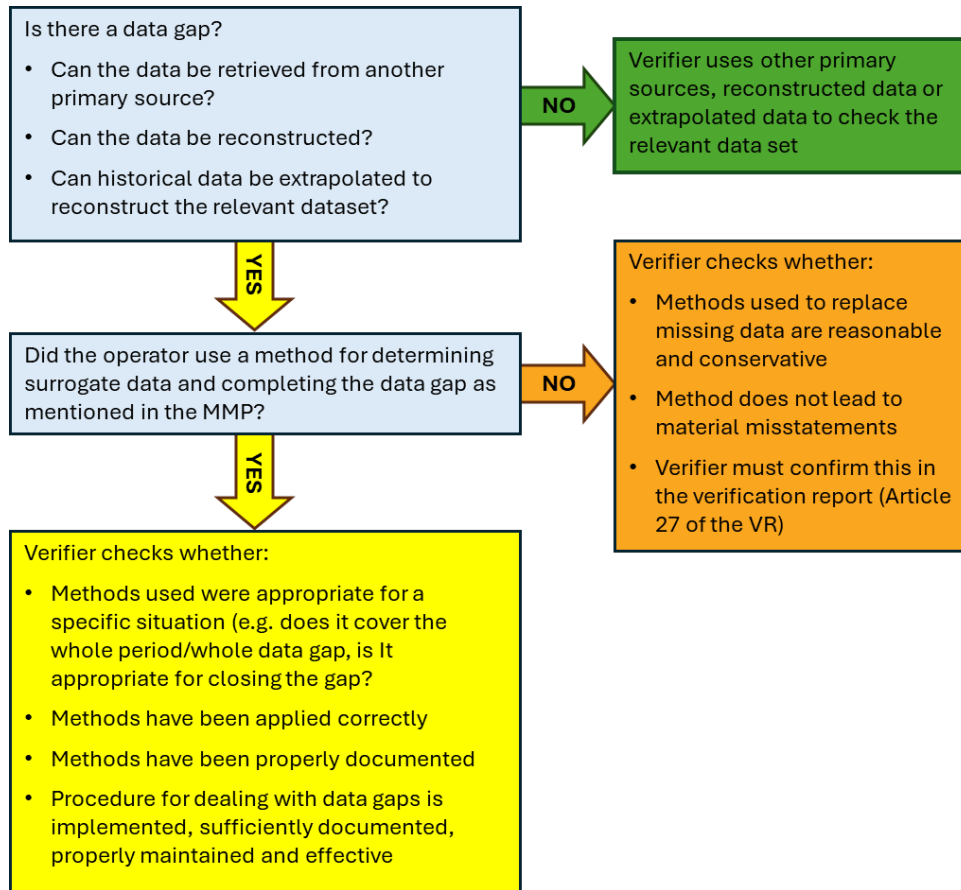 Is there a data gap?
• Can the data be retrieved from another
primary source?
• Can the data be reconstructed?
• Can historical data be extrapolated to
reconstruct the relevant dataset?
NO
Verifier uses other primary
sources, reconstructed data or
extrapolated data to check the
relevant data set
YES
Did the operator use a method for determining
surrogate data and completing the data gap as
mentioned in the MMP?
NO
Verifier checks whether:
• Methods used to replace
missing data are reasonable
and conservative
• Method does not lead to
material misstatements
• Verifier must confirm this in
the verification report (Article
27 of the VR)
YES
Verifier checks whether:
• Methods used were appropriate for a
specific situation (e.g. does it cover the
whole period/whole data gap, is It
appropriate for closing the gap?
• Methods have been applied correctly
• Methods have been properly documented
• Procedure for dealing with data gaps is
implemented, sufficiently documented,
properly maintained and effective